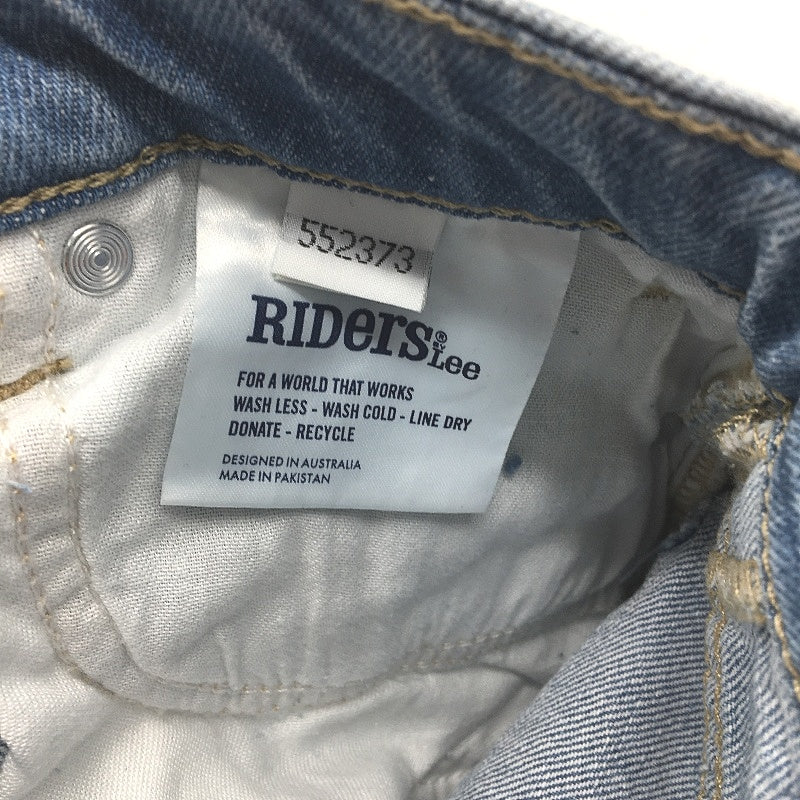 552373
RIDERS® BY Lee
FOR A WORLD THAT WORKS
WASH LESS - WASH COLD - LINE DRY
DONATE - RECYCLE
DESIGNED IN AUSTRALIA
MADE IN PAKISTAN